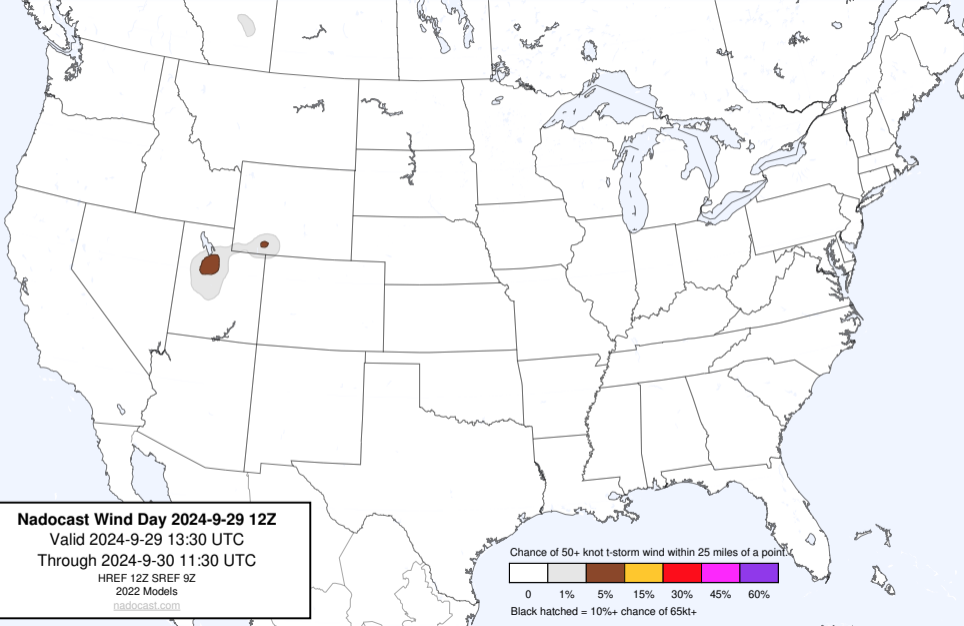 Nadocast Wind Day 2024-9-29 12Z
Valid 2024-9-29 13:30 UTC
Through 2024-9-30 11:30 UTC
HREF 12Z SREF 9Z
2022 Models
nadocast.com
Chance of 50+ knot t-storm wind within 25 miles of a point.
0 1% 5% 15% 30% 45% 60%
Black hatched = 10%+ chance of 65kt+